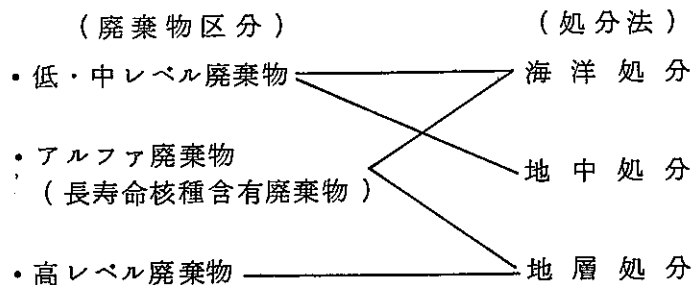 (廃棄物区分) (処分法)
・低・中レベル廃棄物 海洋処分
・アルファ廃棄物
(長寿命核種含有廃棄物) 地中処分
・高レベル廃棄物 地層処分